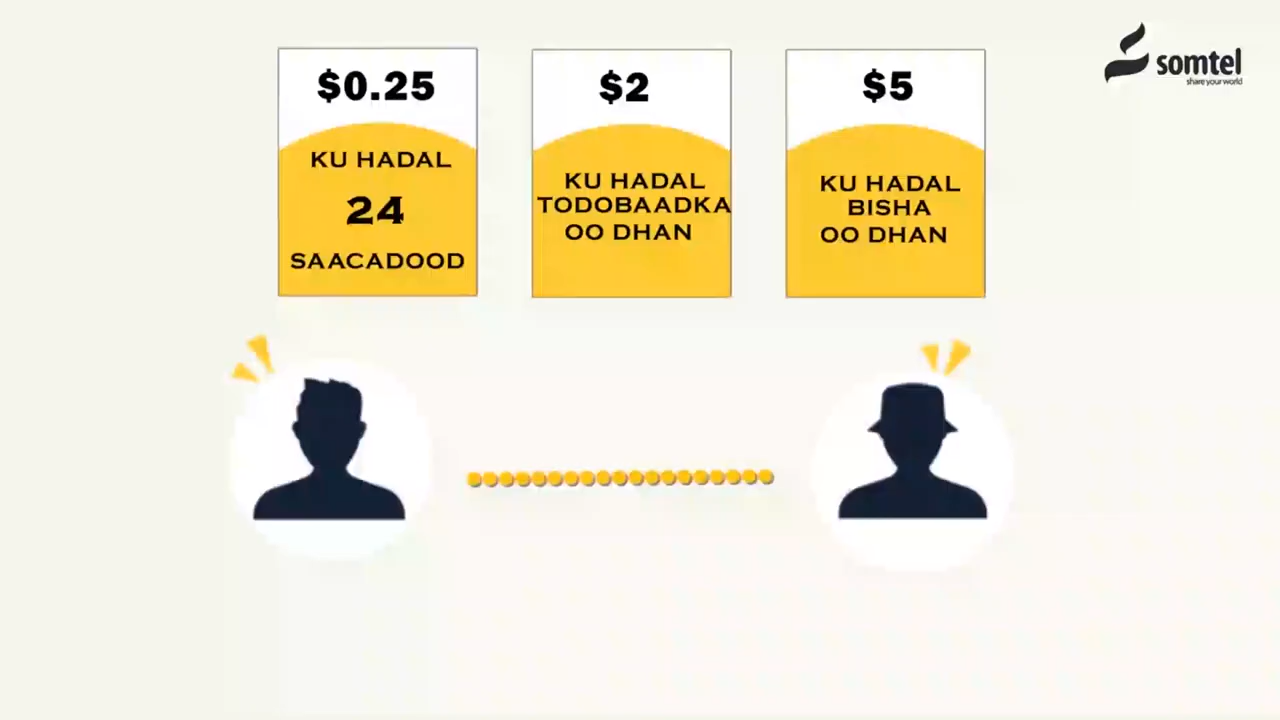 $0.25
KU HADAL
24
SAACADOOD
$2
KU HADAL
TODOBAADKA
OO DHAN
$5
KU HADAL
BISHA
OO DHAN
somtel
share your world